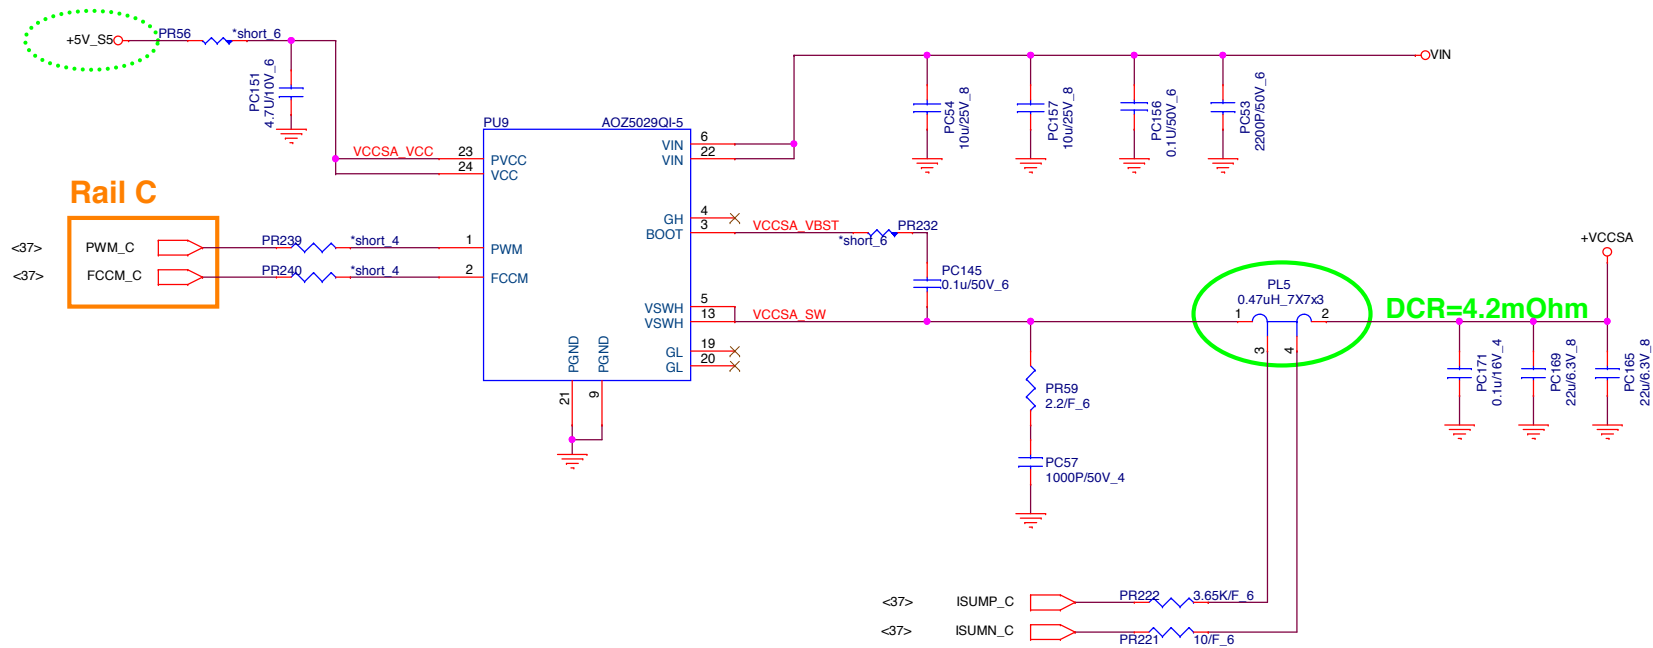 +5V_S5
PR56
*short_6
PC151
4.7U/10V_6
VIN
PC54
10u/25V_8
PC157
10u/25V_8
PC156
0.1U/50V_6
PC53
2200P/50V_6
PU9
AOZ5029QI-5
VCCSA_VCC
23
24
PVCC
VCC
VIN
VIN
6
22
Rail C
<37>
PWM_C
PR239
*short_4
1
PWM
<37>
FCCM_C
PR240
*short_4
2
FCCM
GH
BOOT
4
3
VCCSA_VBST
*short_6
PR232
PC145
0.1u/50V_6
VSWH
VSWH
5
13
VCCSA_SW
GL
GL
19
20
PGND
PGND
21
9
+VCCSA
PL5
0.47uH_7X7x3
1
2
3
4
DCR=4.2mOhm
PC171
0.1u/16V_4
PC169
22u/6.3V_8
PC165
22u/6.3V_8
PR59
2.2/F_6
PC57
1000P/50V_4
<37>
ISUMP_C
PR222
3.65K/F_6
<37>
ISUMN_C
PR221
10/F_6